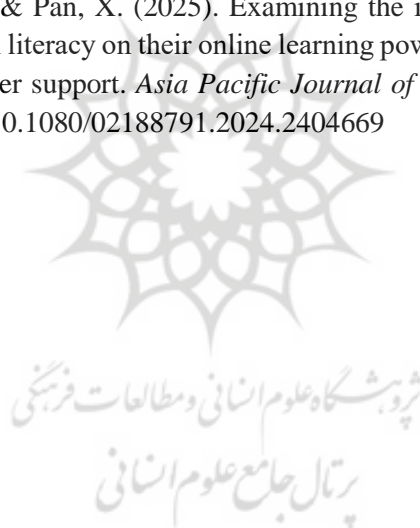 & Pan, X. (2025). Examining the i
literacy on their online learning pow
er support. Asia Pacific Journal of
0.1080/02188791.2024.2404669
پژوهشگاه علوم انسانی و مطالعات فرهنگی
پرتال جامع علوم انسانی